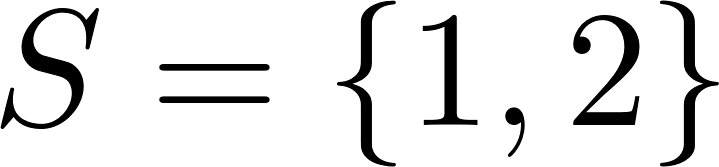 S = {1, 2}